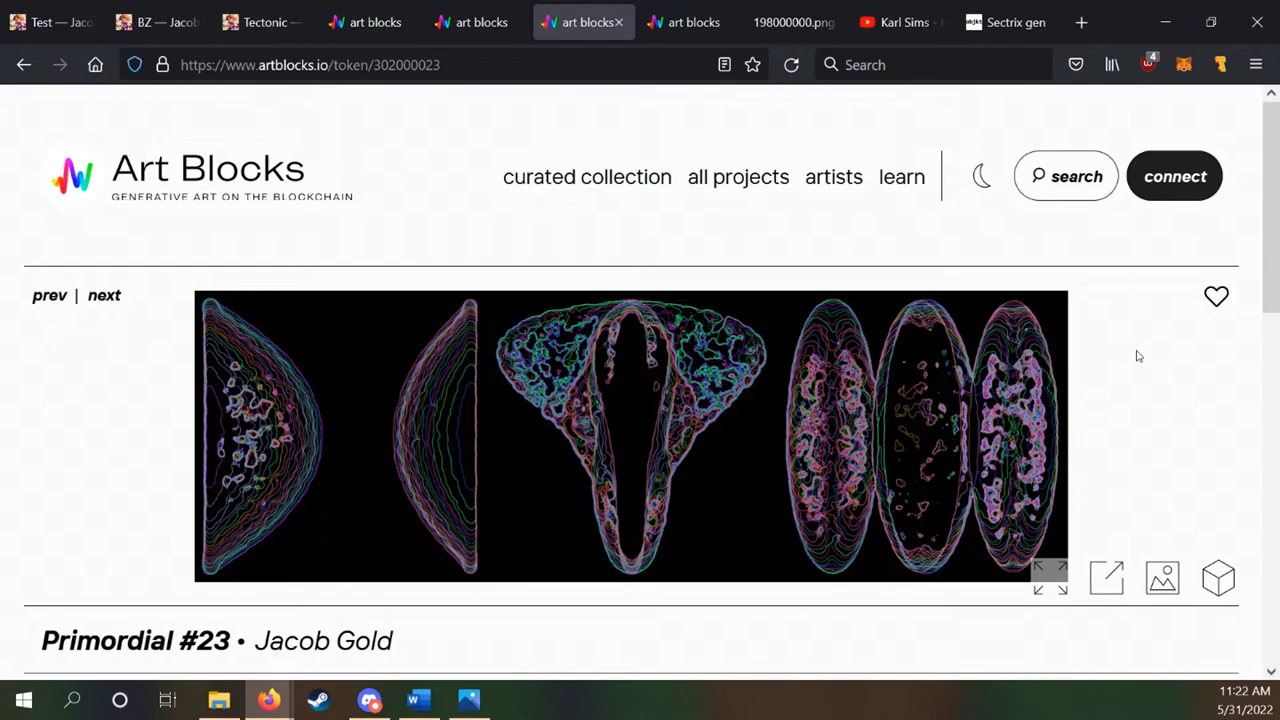 Test — Jaco
BZ — Jacob
Tectonic —
art blocks
art blocks
art blocks
art blocks
198000000.png
Karl Sims -
objkt
Sectrix gen
https://www.artblocks.io/token/302000023
Search
4
Art Blocks
GENERATIVE ART ON THE BLOCKCHAIN
curated collection
all projects
artists
learn
search
connect
prev | next
Primordial #23 • Jacob Gold
W
11:22 AM
5/31/2022